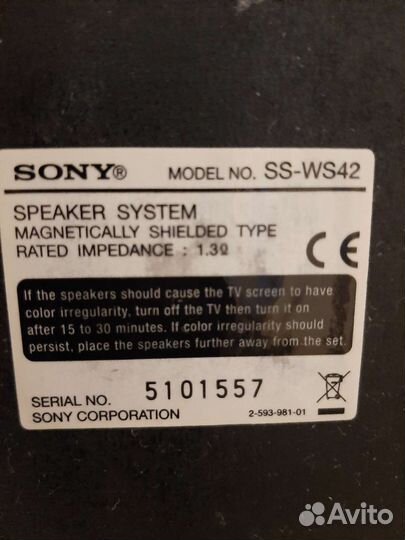 SONY® MODEL NO. SS-WS42
SPEAKER SYSTEM
MAGNETICALLY SHIELDED TYPE
RATED IMPEDANCE : 1.3Ω
CE
If the speakers should cause the TV screen to have
color irregularity, turn off the TV then turn it on
after 15 to 30 minutes. If color irregularity should
persist, place the speakers further away from the set.
SERIAL NO. 5101557
SONY CORPORATION 2-593-981-01
Avito